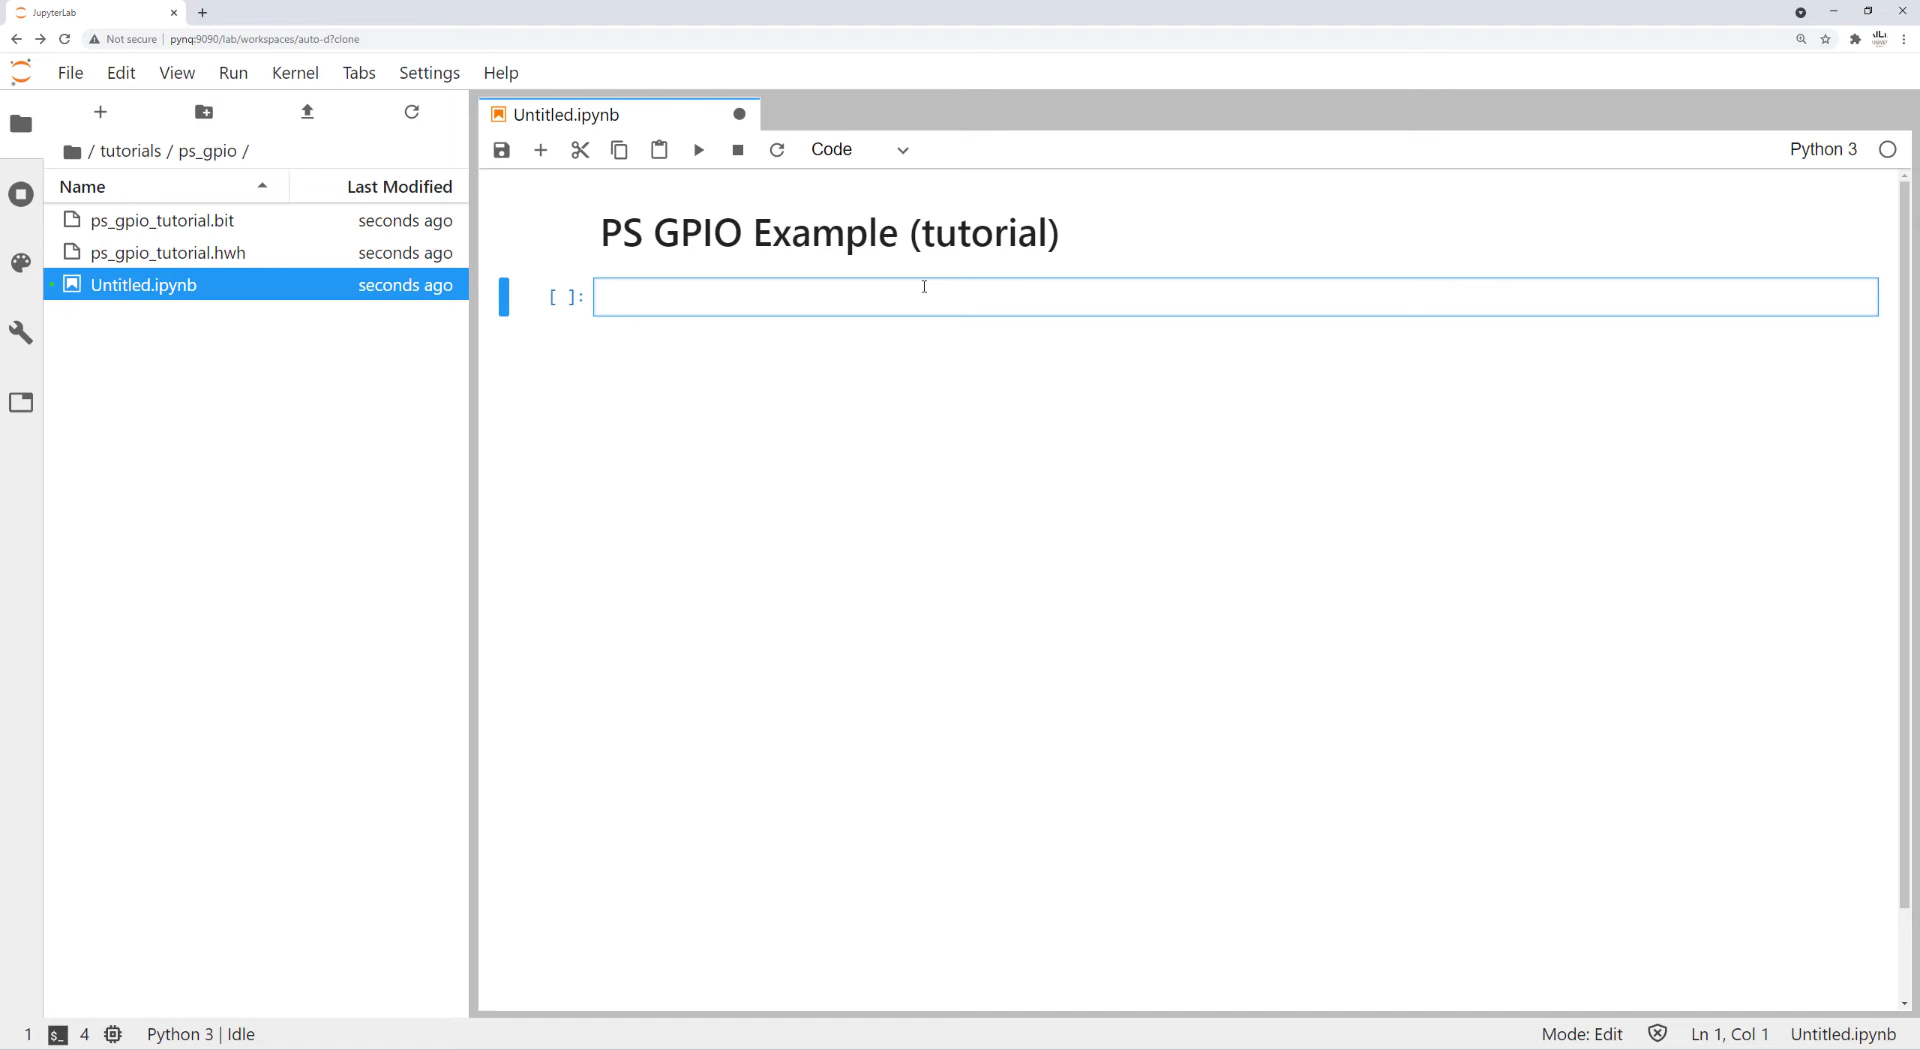 JupyterLab
Not secure pynq:9090/lab/workspaces/auto-d?clone
File Edit View Run Kernel Tabs Settings Help
/ tutorials / ps_gpio /
Name Last Modified
ps_gpio_tutorial.bit seconds ago
ps_gpio_tutorial.hwh seconds ago
Untitled.ipynb seconds ago
Untitled.ipynb
Code Python 3
PS GPIO Example (tutorial)
[ ]:
1 $_ 4 Python 3 | Idle Mode: Edit Ln 1, Col 1 Untitled.ipynb